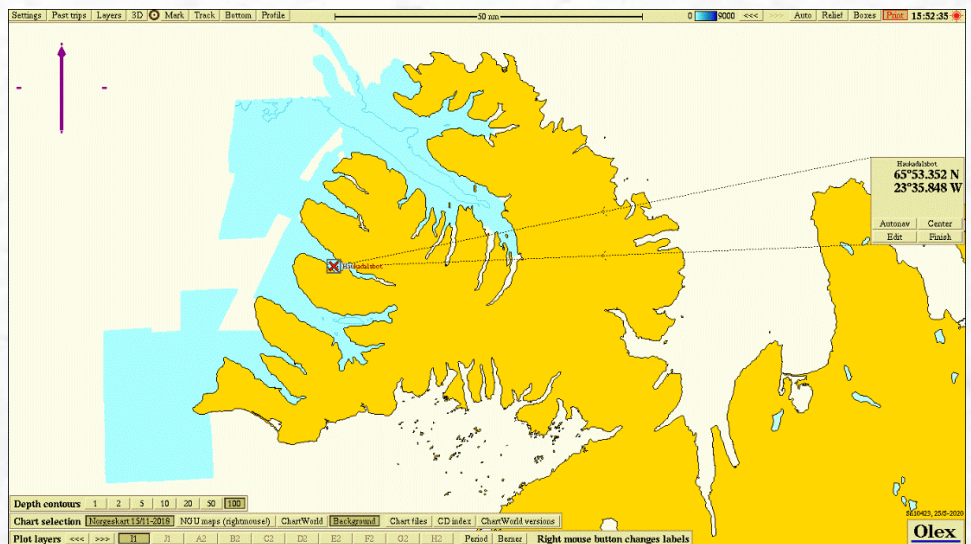 Settings Past trips Layers 3D Mark Track Bottom Profile 50 nm 0 9000 <<< >>> Auto Relief Boxes Print 15:52:35
Haukadalsbot
65°53.352 N
23°35.848 W
Autonav Center
Edit Finish
Haukadalsbot
Depth contours 1 2 5 10 20 50 100
Chart selection Norgeskart 15/11-2018 NGU maps (rightmouse!) ChartWorld Background Chart files CD index ChartWorld versions
Plot layers <<< >>> I1 J1 A2 B2 C2 D2 E2 F2 G2 H2 Period Berner Right mouse button changes labels
Olex